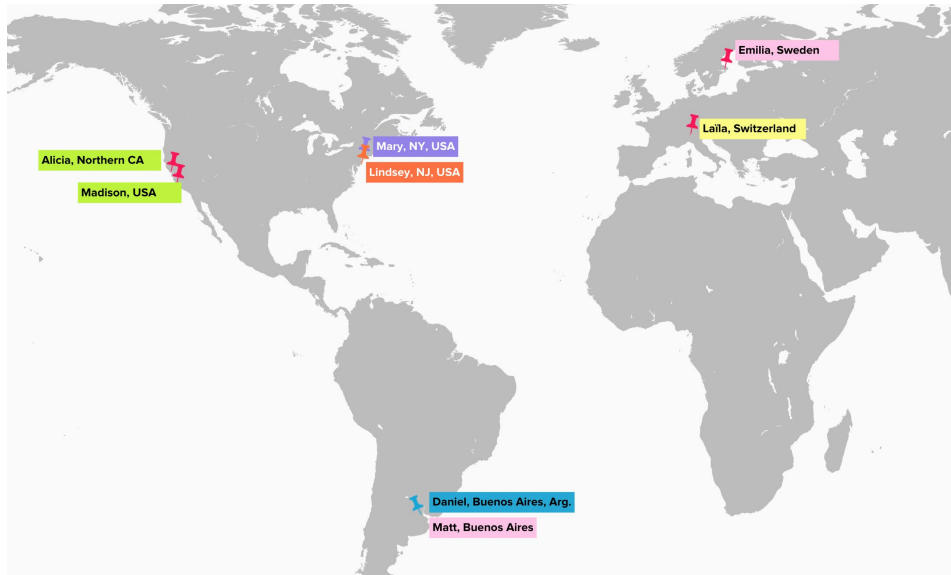 Emilia, Sweden
Laïla, Switzerland
Mary, NY, USA
Alicia, Northern CA
Lindsey, NJ, USA
Madison, USA
Daniel, Buenos Aires, Arg.
Matt, Buenos Aires